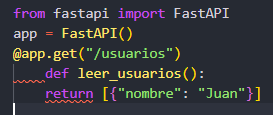 from fastapi import FastAPI
app = FastAPI()
@app.get("/usuarios")
    def leer_usuarios():
    return [{"nombre": "Juan"}]